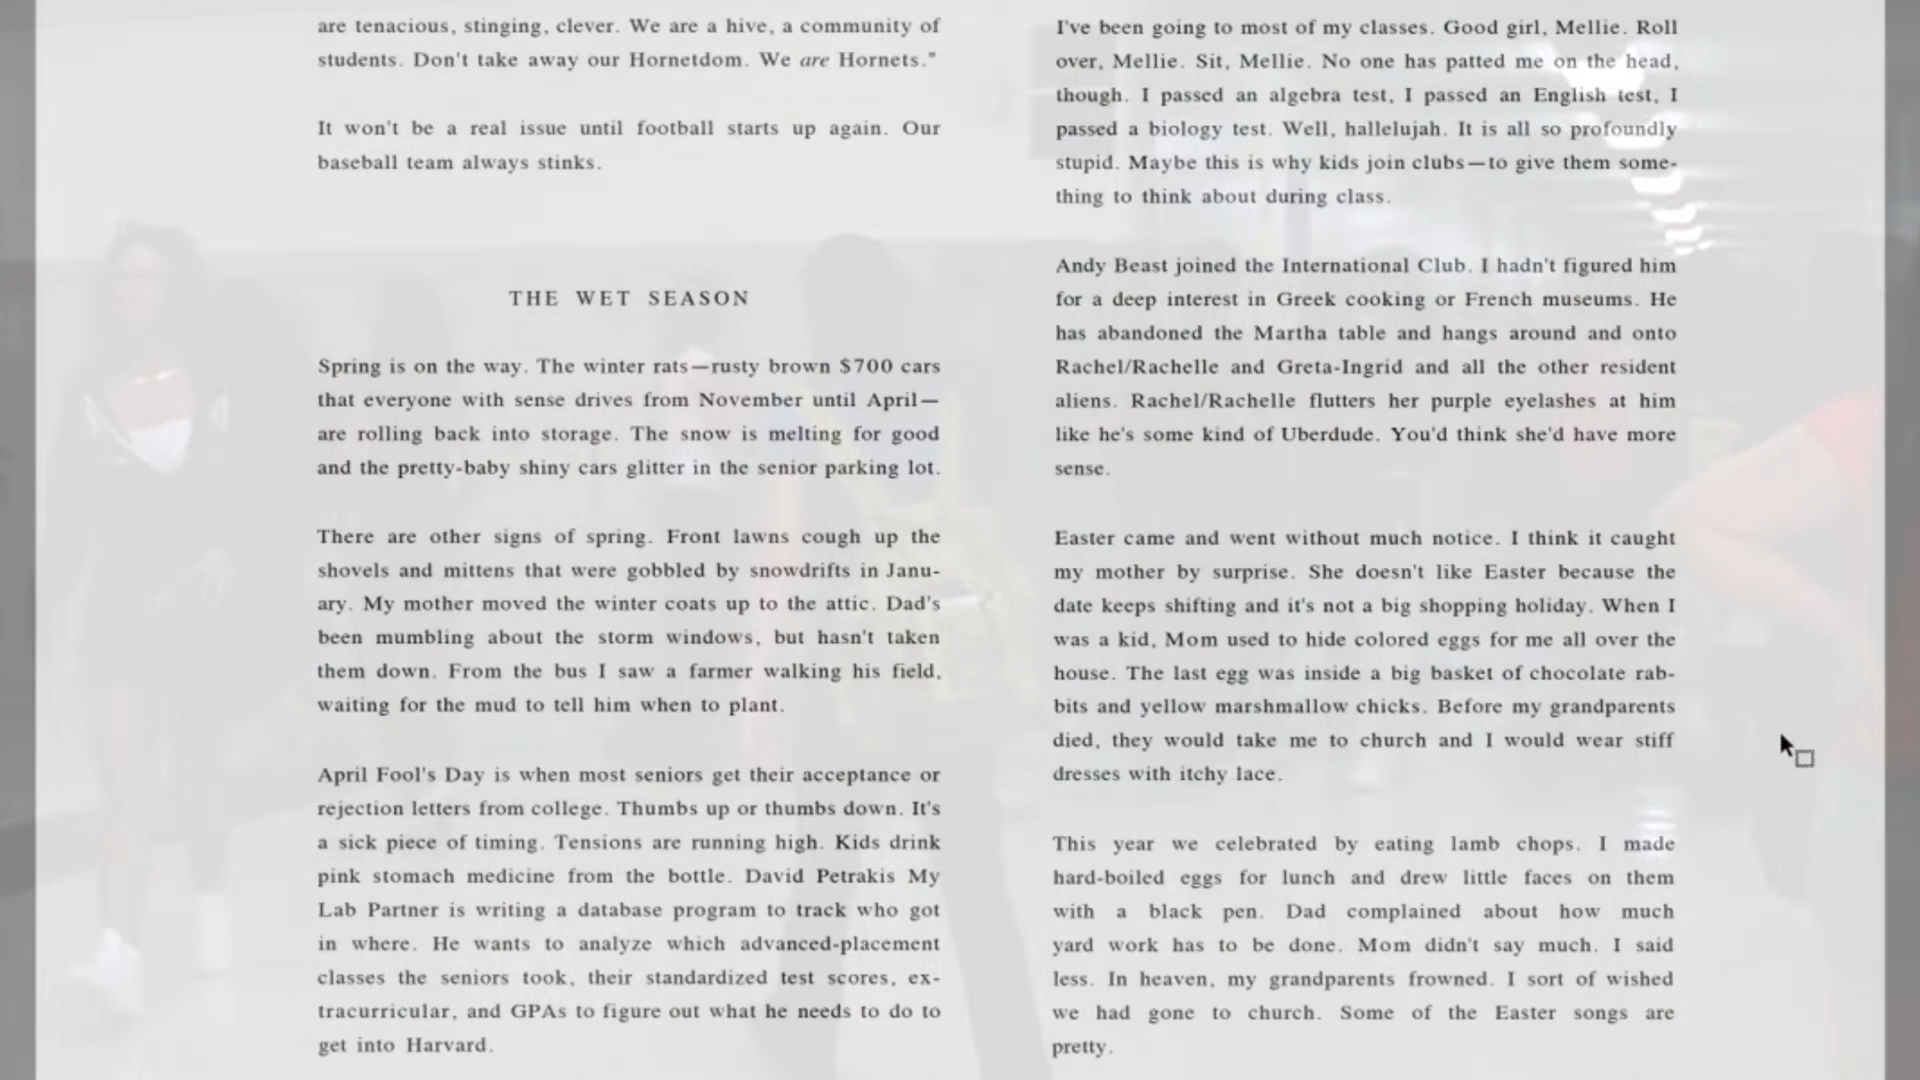 are tenacious, stinging, clever. We are a hive, a community of
students. Don't take away our Hornetdom. We are Hornets."
It won't be a real issue until football starts up again. Our
baseball team always stinks.
THE WET SEASON
Spring is on the way. The winter rats—rusty brown $700 cars
that everyone with sense drives from November until April—
are rolling back into storage. The snow is melting for good
and the pretty-baby shiny cars glitter in the senior parking lot.
There are other signs of spring. Front lawns cough up the
shovels and mittens that were gobbled by snowdrifts in Janu-
ary. My mother moved the winter coats up to the attic. Dad's
been mumbling about the storm windows, but hasn't taken
them down. From the bus I saw a farmer walking his field,
waiting for the mud to tell him when to plant.
April Fool's Day is when most seniors get their acceptance or
rejection letters from college. Thumbs up or thumbs down. It's
a sick piece of timing. Tensions are running high. Kids drink
pink stomach medicine from the bottle. David Petrakis My
Lab Partner is writing a database program to track who got
in where. He wants to analyze which advanced-placement
classes the seniors took, their standardized test scores, ex-
tracurricular, and GPAs to figure out what he needs to do to
get into Harvard.
I've been going to most of my classes. Good girl, Mellie. Roll
over, Mellie. Sit, Mellie. No one has patted me on the head,
though. I passed an algebra test, I passed an English test, I
passed a biology test. Well, hallelujah. It is all so profoundly
stupid. Maybe this is why kids join clubs—to give them some-
thing to think about during class.
Andy Beast joined the International Club. I hadn't figured him
for a deep interest in Greek cooking or French museums. He
has abandoned the Martha table and hangs around and onto
Rachel/Rachelle and Greta-Ingrid and all the other resident
aliens. Rachel/Rachelle flutters her purple eyelashes at him
like he's some kind of Uberdude. You'd think she'd have more
sense.
Easter came and went without much notice. I think it caught
my mother by surprise. She doesn't like Easter because the
date keeps shifting and it's not a big shopping holiday. When I
was a kid, Mom used to hide colored eggs for me all over the
house. The last egg was inside a big basket of chocolate rab-
bits and yellow marshmallow chicks. Before my grandparents
died, they would take me to church and I would wear stiff
dresses with itchy lace.
This year we celebrated by eating lamb chops. I made
hard-boiled eggs for lunch and drew little faces on them
with a black pen. Dad complained about how much
yard work has to be done. Mom didn't say much. I said
less. In heaven, my grandparents frowned. I sort of wished
we had gone to church. Some of the Easter songs are
pretty.